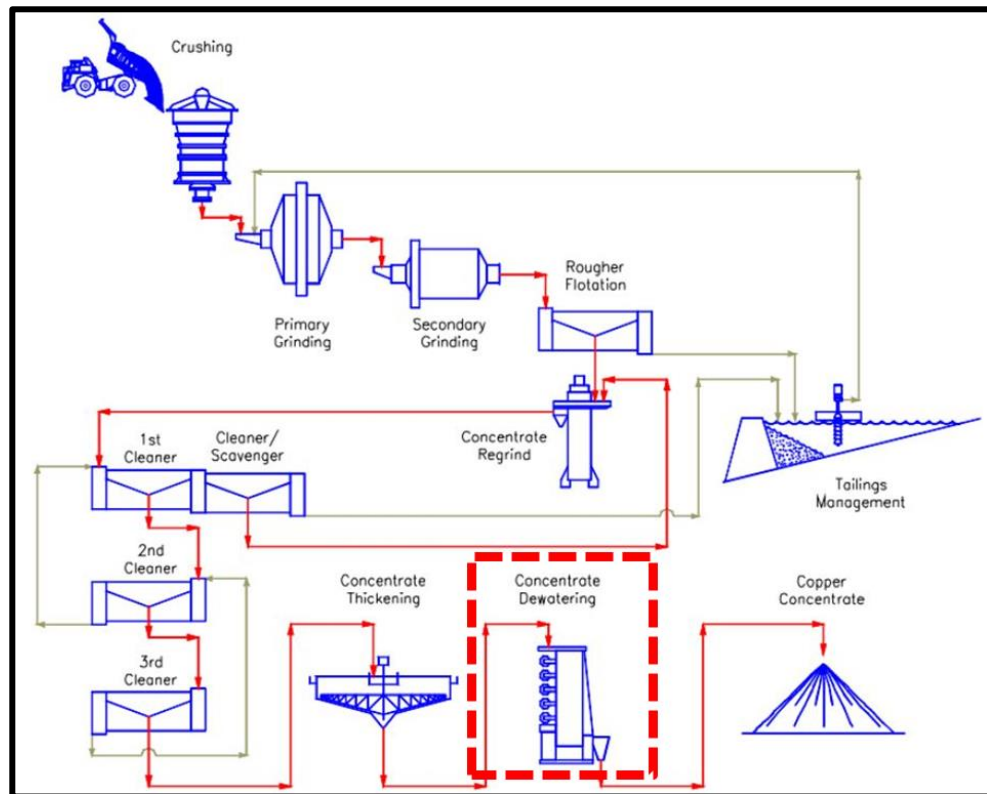 Crushing
Primary
Grinding
Secondary
Grinding
Rougher
Flotation
Concentrate
Regrind
Tailings
Management
1st
Cleaner
Cleaner/
Scavenger
2nd
Cleaner
3rd
Cleaner
Concentrate
Thickening
Concentrate
Dewatering
Copper
Concentrate